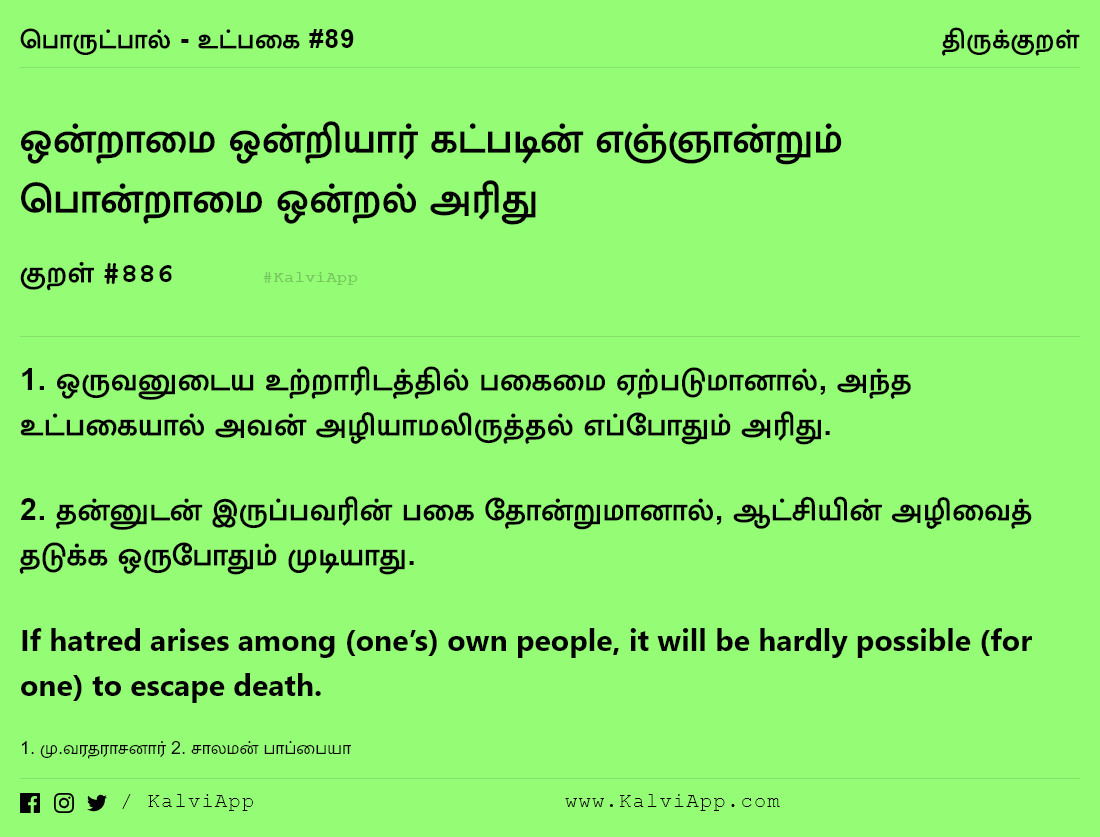 பொருட்பால் - உட்பகை #89 திருக்குறள்
ஒன்றாமை ஒன்றியார் கட்படின் எஞ்ஞான்றும்
பொன்றாமை ஒன்றல் அரிது
குறள் #886 #KalviApp
1. ஒருவனுடைய உற்றாரிடத்தில் பகைமை ஏற்படுமானால், அந்த
உட்பகையால் அவன் அழியாமலிருத்தல் எப்போதும் அரிது.
2. தன்னுடன் இருப்பவரின் பகை தோன்றுமானால், ஆட்சியின் அழிவைத்
தடுக்க ஒருபோதும் முடியாது.
If hatred arises among (one’s) own people, it will be hardly possible (for
one) to escape death.
1. மு.வரதராசனார் 2. சாலமன் பாப்பையா
/ KalviApp www.KalviApp.com